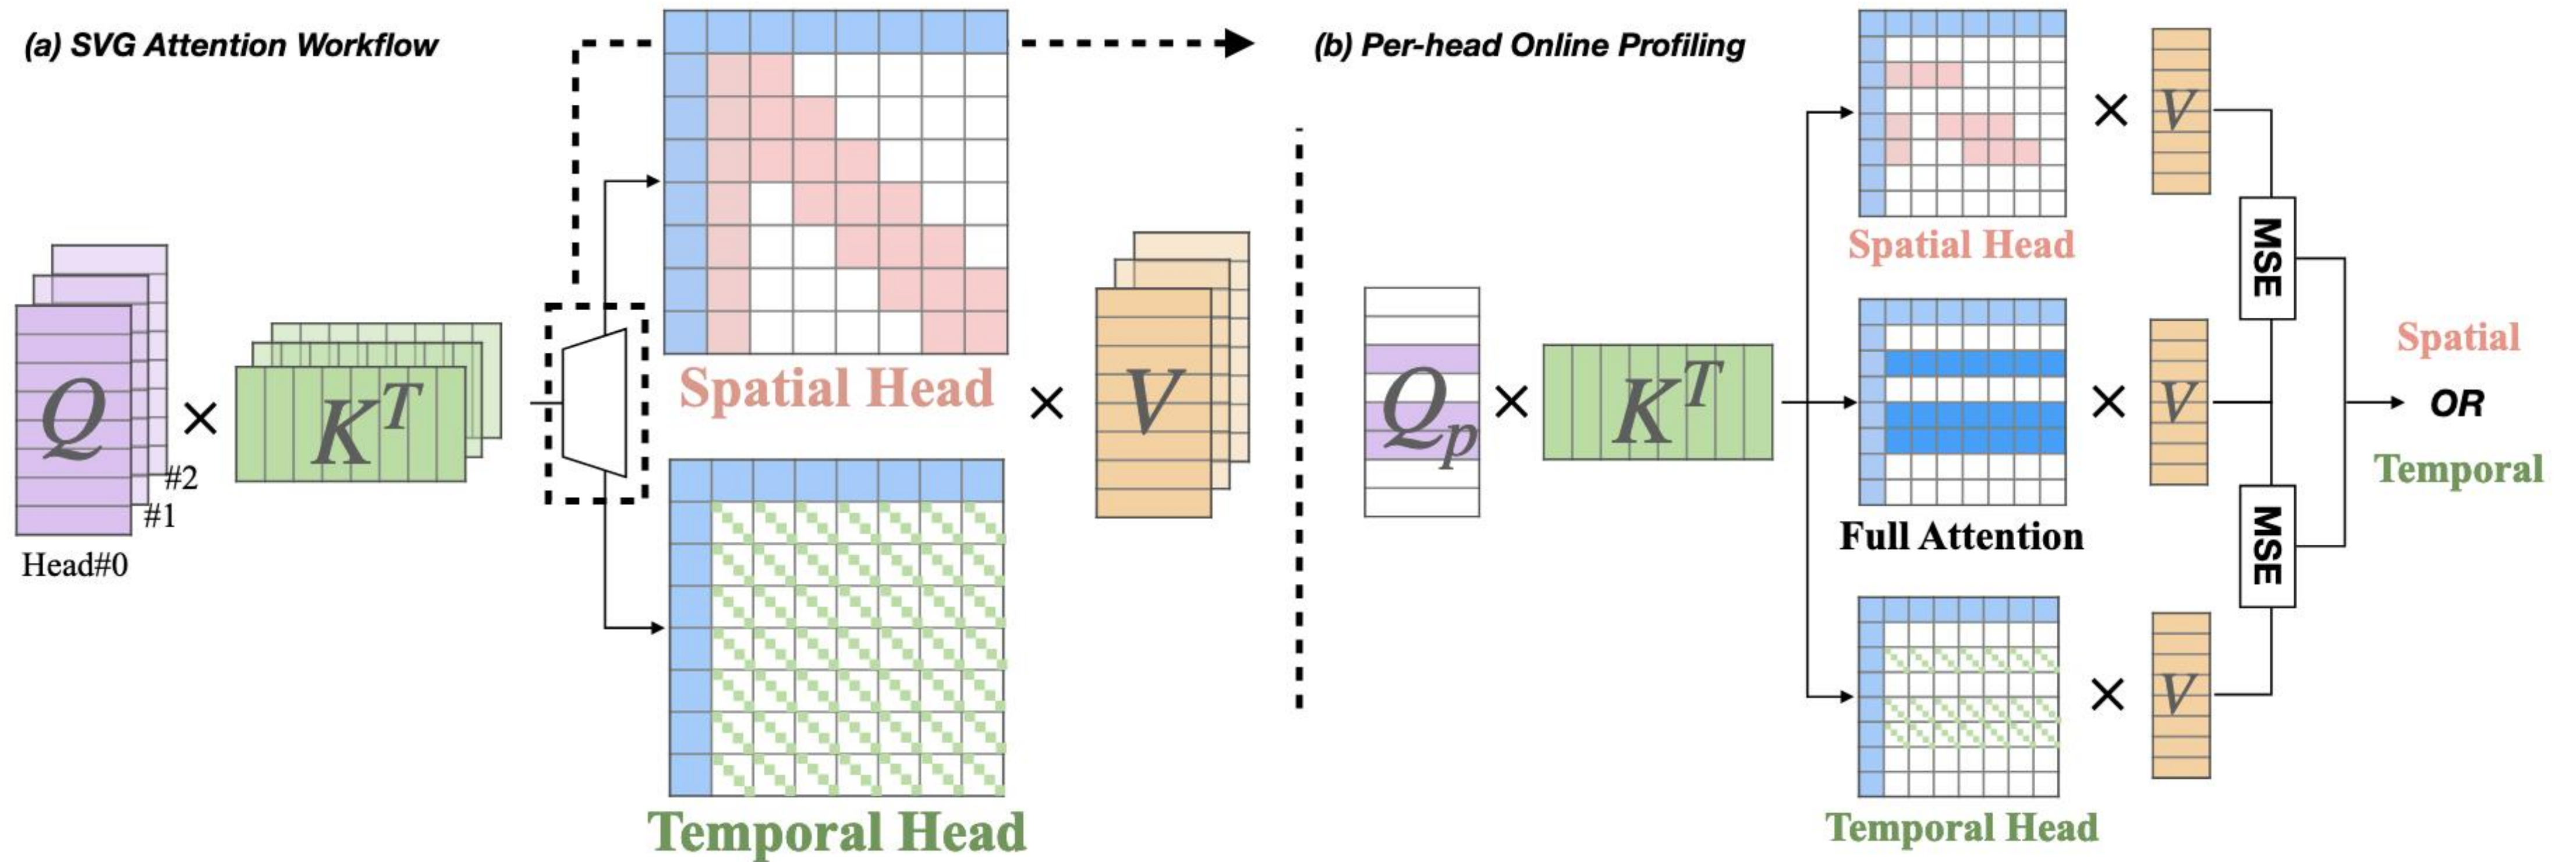 (a) SVG Attention Workflow
Q
K^T
#2
#1
Head#0
Spatial Head
V
Temporal Head
(b) Per-head Online Profiling
Q_p
K^T
V
Spatial Head
MSE
V
Full Attention
MSE
V
Temporal Head
Spatial
OR
Temporal